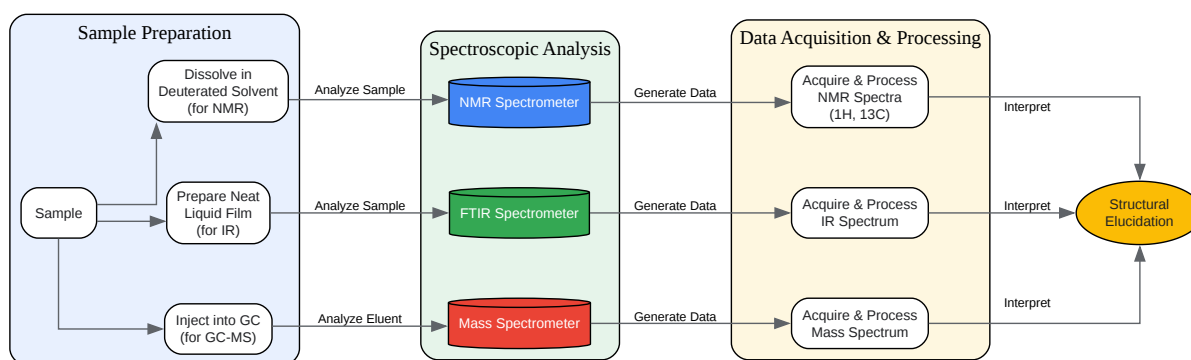 Sample Preparation
Spectroscopic Analysis
Data Acquisition & Processing
Dissolve in
Deuterated Solvent
(for NMR)
Analyze Sample
NMR Spectrometer
Generate Data
Acquire & Process
NMR Spectra
(1H, 13C)
Interpret
Sample
Prepare Neat
Liquid Film
(for IR)
Analyze Sample
FTIR Spectrometer
Generate Data
Acquire & Process
IR Spectrum
Interpret
Structural
Elucidation
Inject into GC
(for GC-MS)
Analyze Eluent
Mass Spectrometer
Generate Data
Acquire & Process
Mass Spectrum
Interpret